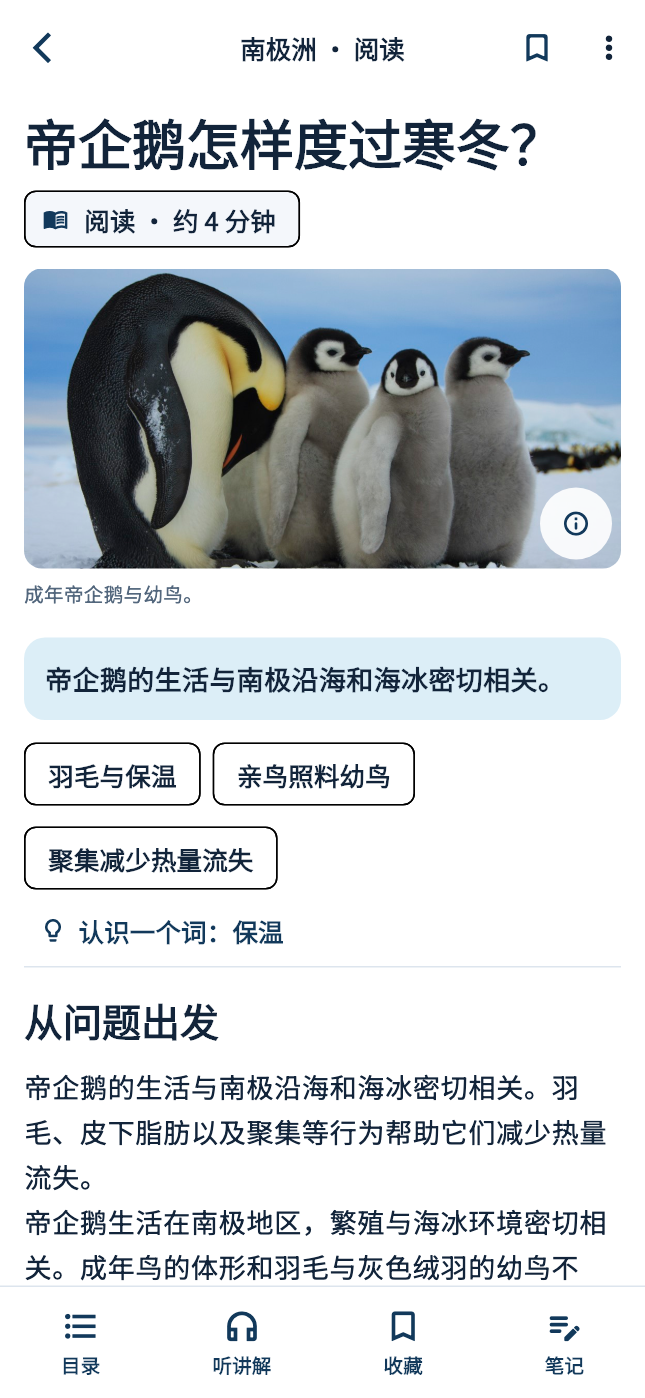 南极洲 · 阅读
帝企鹅怎样度过寒冬？
阅读 · 约 4 分钟
成年帝企鹅与幼鸟。
帝企鹅的生活与南极沿海和海冰密切相关。
羽毛与保温
亲鸟照料幼鸟
聚集减少热量流失
认识一个词：保温
从问题出发
帝企鹅的生活与南极沿海和海冰密切相关。羽
毛、皮下脂肪以及聚集等行为帮助它们减少热量
流失。
帝企鹅生活在南极地区，繁殖与海冰环境密切相
关。成年鸟的体形和羽毛与灰色绒羽的幼鸟不
目录
听讲解
收藏
笔记